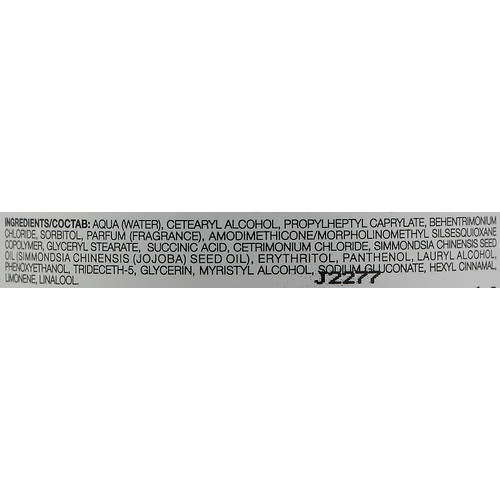 INGREDIENTS/СОСТАВ: AQUA (WATER), CETEARYL ALCOHOL, PROPYLHEPTYL CAPRYLATE, BEHENTRIMONIUM
CHLORIDE, SORBITOL, PARFUM (FRAGRANCE), AMODIMETHICONE/MORPHOLINOMETHYL SILSESQUIOXANE
COPOLYMER, GLYCERYL STEARATE, SUCCINIC ACID, CETRIMONIUM CHLORIDE, SIMMONDSIA CHINENSIS SEED
OIL (SIMMONDSIA CHINENSIS (JOJOBA) SEED OIL), ERYTHRITOL, PANTHENOL, LAURYL ALCOHOL,
PHENOXYETHANOL, TRIDECETH-5, GLYCERIN, MYRISTYL ALCOHOL, SODIUM GLUCONATE, HEXYL CINNAMAL,
LIMONENE, LINALOOL.
J2277